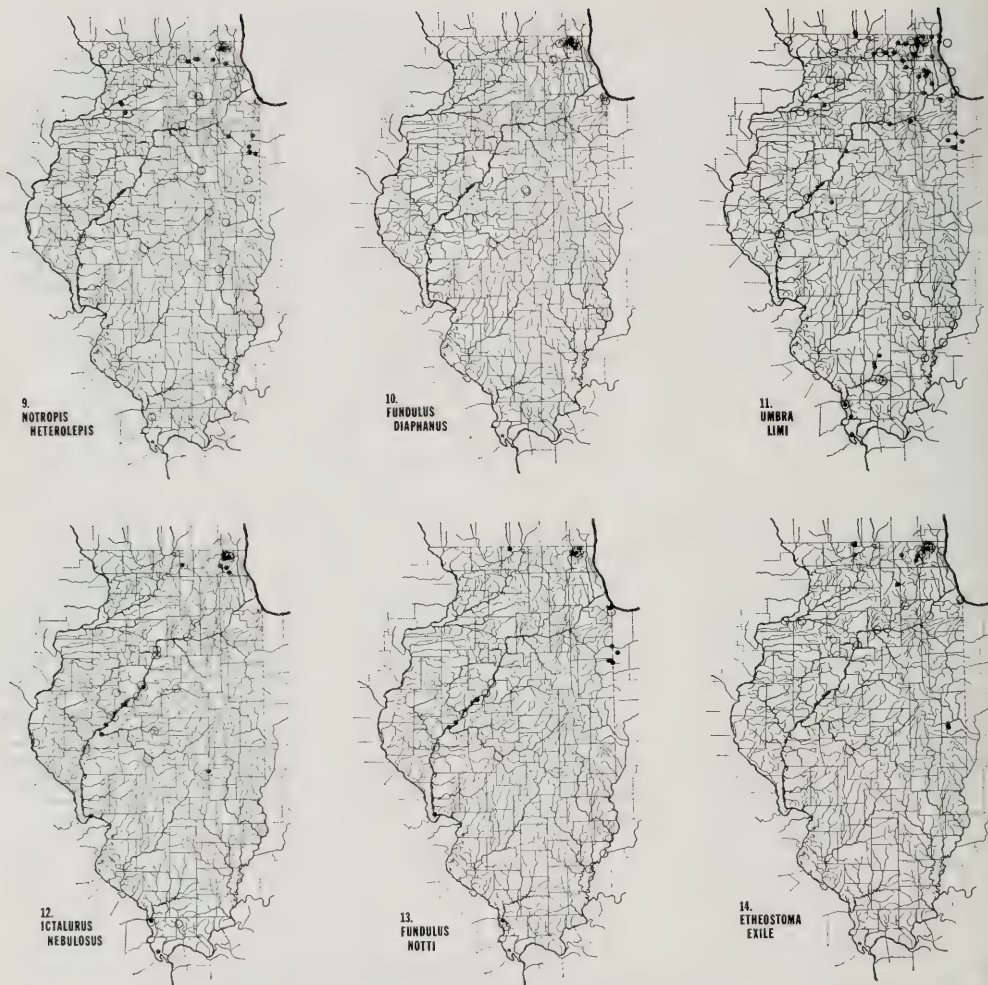 9.
NOTROPIS
HETEROLEPIS
10.
FUNDULUS
DIAPHANUS
11.
UMBRA
LIMI
12.
ICTALURUS
NEBULOSUS
13.
FUNDULUS
NOTTI
14.
ETHEOSTOMA
EXILE